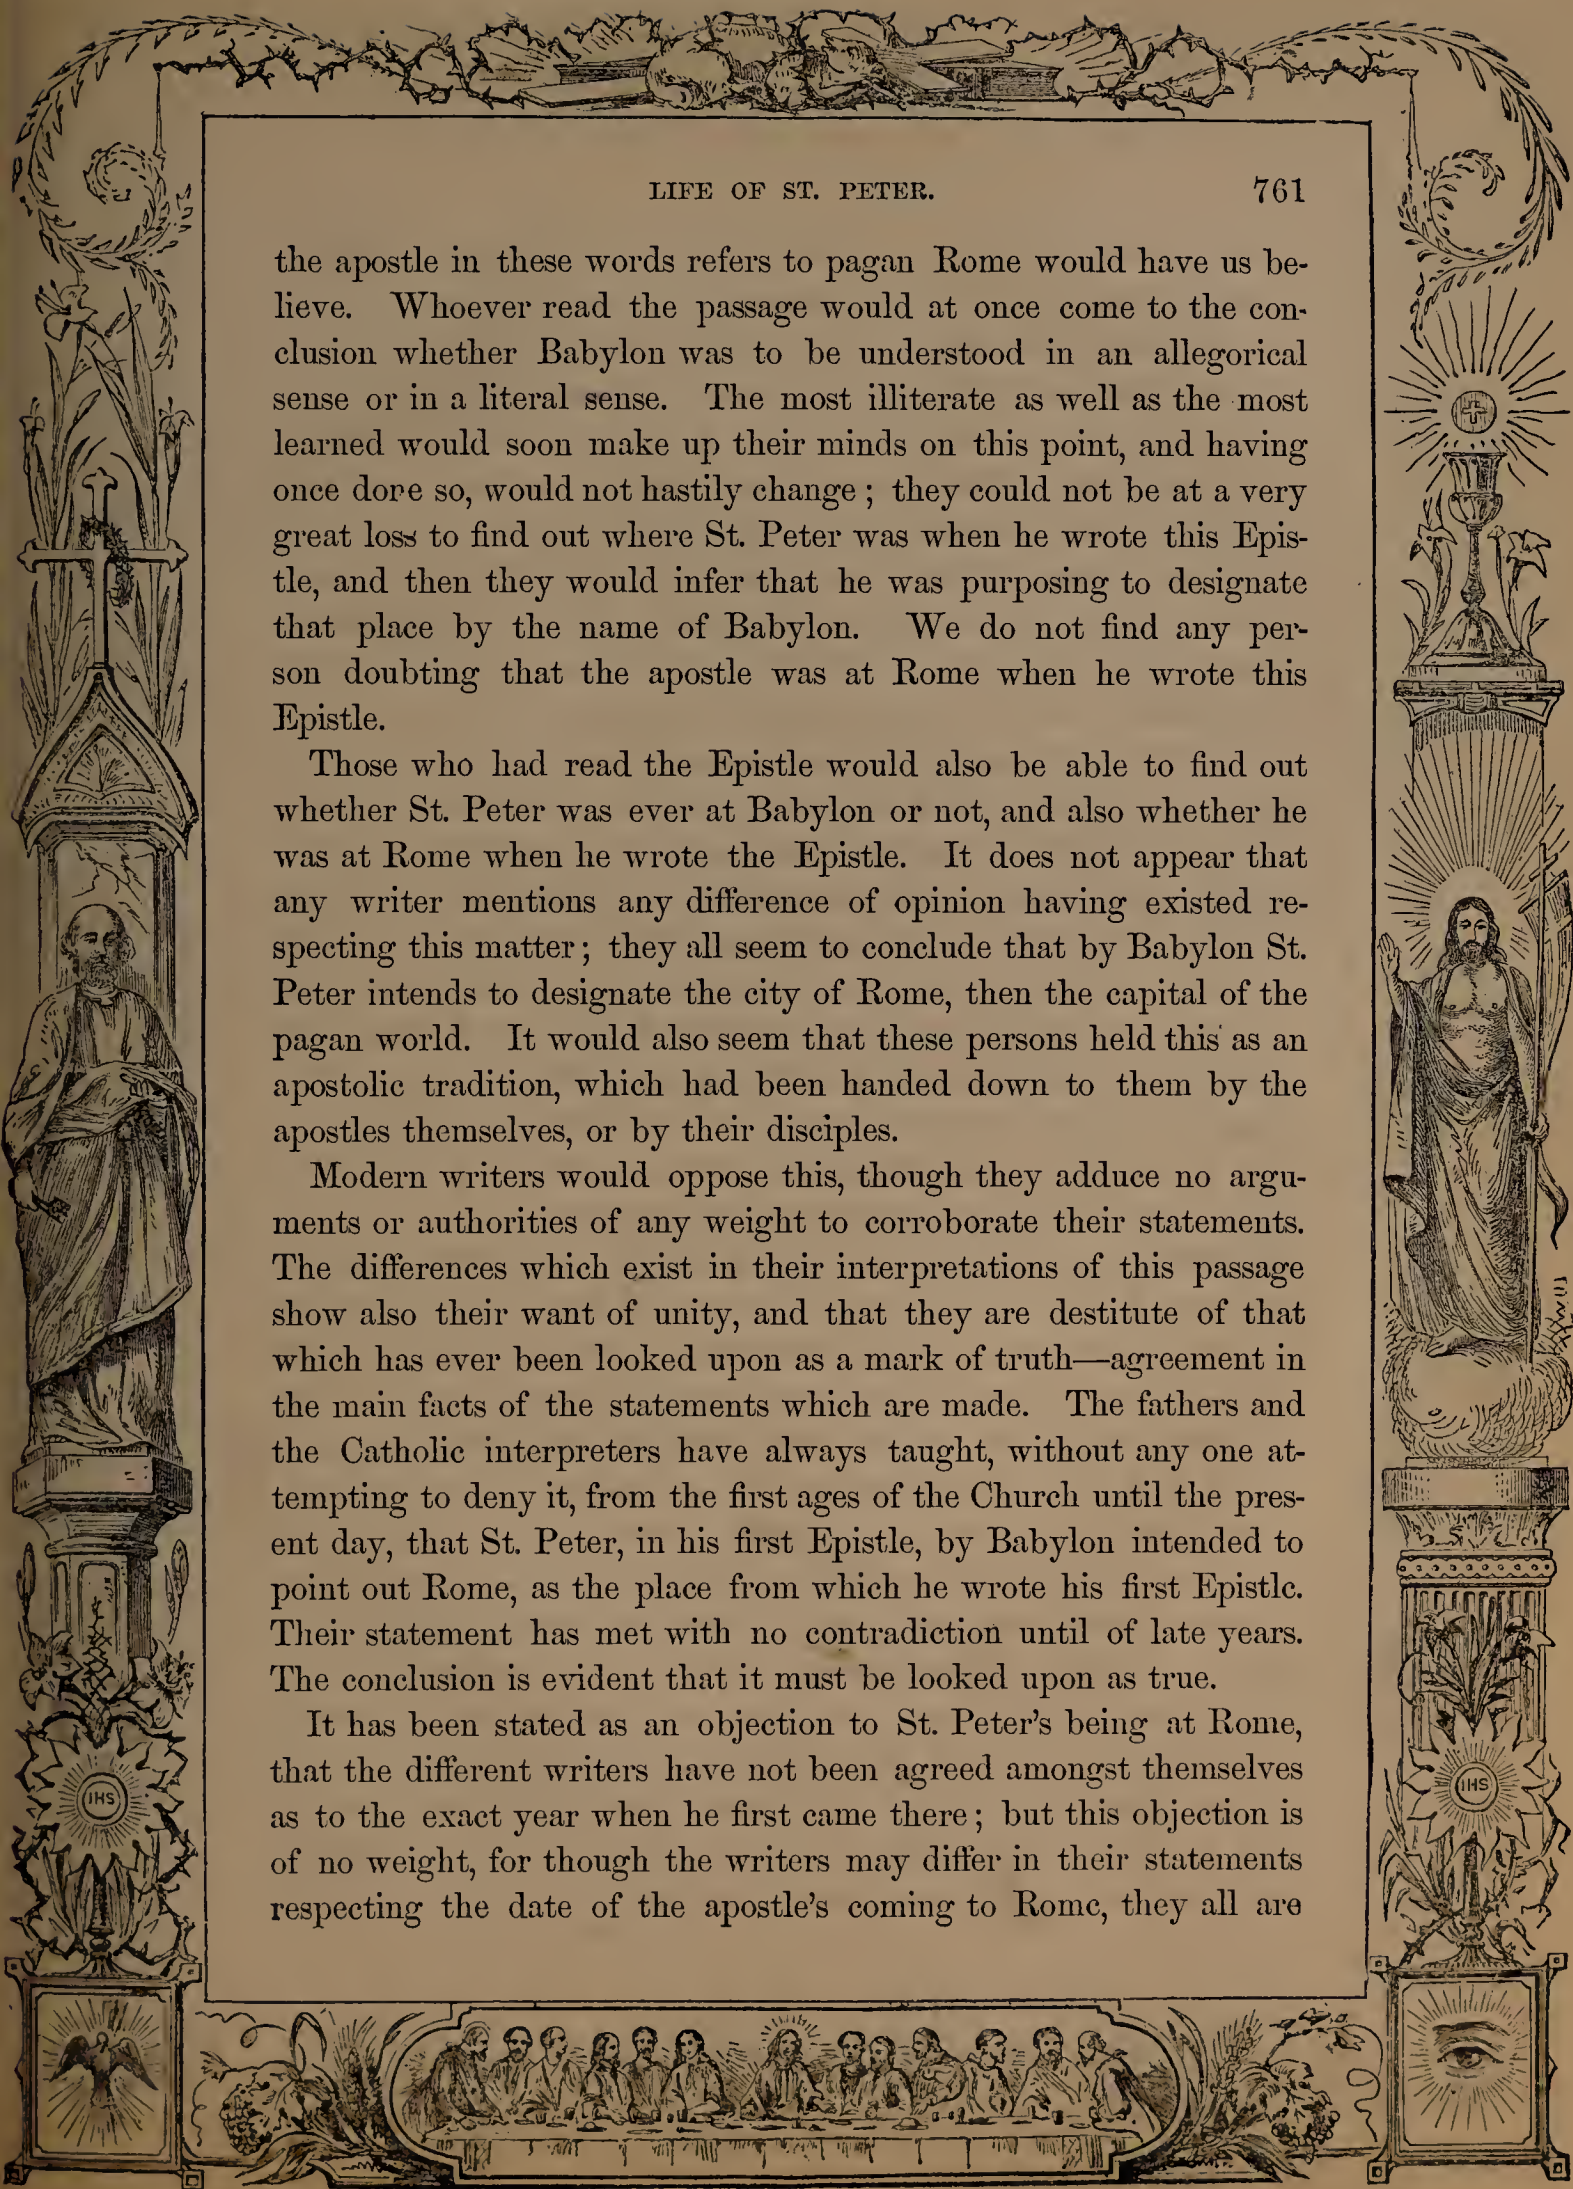 LIFE OF ST. PETER. 761
the apostle in these words refers to pagan Rome would have us be-
lieve. Whoever read the passage would at once come to the con-
clusion whether Babylon was to be understood in an allegorical
sense or in a literal sense. The most illiterate as well as the most
learned would soon make up their minds on this point, and having
once done so, would not hastily change ; they could not be at a very
great loss to find out where St. Peter was when he wrote this Epis-
tle, and then they would infer that he was purposing to designate
that place by the name of Babylon. We do not find any per-
son doubting that the apostle was at Rome when he wrote this
Epistle.
Those who had read the Epistle would also be able to find out
whether St. Peter was ever at Babylon or not, and also whether he
was at Rome when he wrote the Epistle. It does not appear that
any writer mentions any difference of opinion having existed re-
specting this matter ; they all seem to conclude that by Babylon St.
Peter intends to designate the city of Rome, then the capital of the
pagan world. It would also seem that these persons held this as an
apostolic tradition, which had been handed down to them by the
apostles themselves, or by their disciples.
Modern writers would oppose this, though they adduce no argu-
ments or authorities of any weight to corroborate their statements.
The differences which exist in their interpretations of this passage
show also their want of unity, and that they are destitute of that
which has ever been looked upon as a mark of truth—agreement in
the main facts of the statements which are made. The fathers and
the Catholic interpreters have always taught, without any one at-
tempting to deny it, from the first ages of the Church until the pres-
ent day, that St. Peter, in his first Epistle, by Babylon intended to
point out Rome, as the place from which he wrote his first Epistle.
Their statement has met with no contradiction until of late years.
The conclusion is evident that it must be looked upon as true.
It has been stated as an objection to St. Peter's being at Rome,
that the different writers have not been agreed amongst themselves
as to the exact year when he first came there ; but this objection is
of no weight, for though the writers may differ in their statements
respecting the date of the apostle's coming to Rome, they all are
IHS
IHS